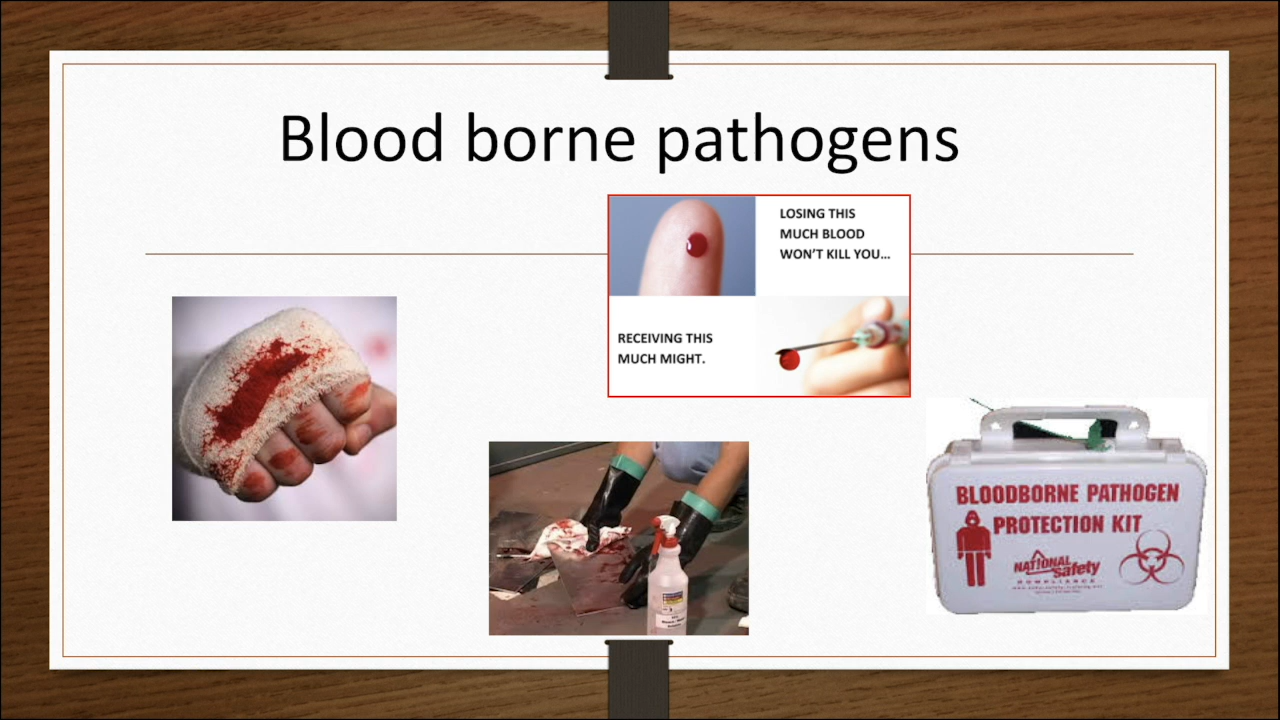 Blood borne pathogens
LOSING THIS
MUCH BLOOD
WON'T KILL YOU...
RECEIVING THIS
MUCH MIGHT.
BLOODBORNE PATHOGEN
PROTECTION KIT
NATIONAL
Safety
COMPLIANCE